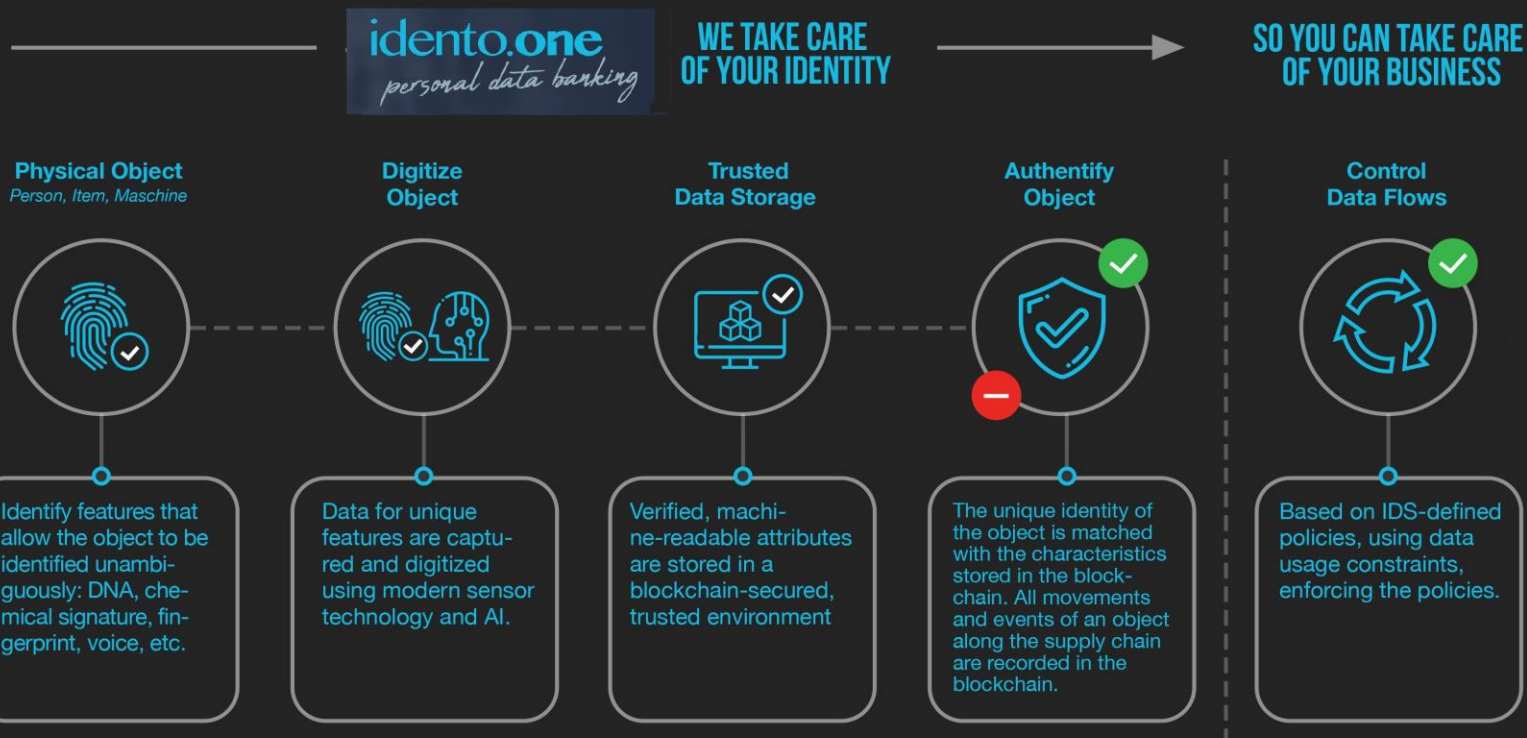 idento.one
personal data banking
WE TAKE CARE
OF YOUR IDENTITY
SO YOU CAN TAKE CARE
OF YOUR BUSINESS
Physical Object
Person, Item, Maschine
Identify features that
allow the object to be
identified unambi-
guously: DNA, che-
mical signature, fin-
gerprint, voice, etc.
Digitize
Object
Data for unique
features are captu-
red and digitized
using modern sensor
technology and AI.
Trusted
Data Storage
Verified, machi-
ne-readable attributes
are stored in a
blockchain-secured,
trusted environment
Authentify
Object
The unique identity of
the object is matched
with the characteristics
stored in the block-
chain. All movements
and events of an object
along the supply chain
are recorded in the
blockchain.
Control
Data Flows
Based on IDS-defined
policies, using data
usage constraints,
enforcing the policies.